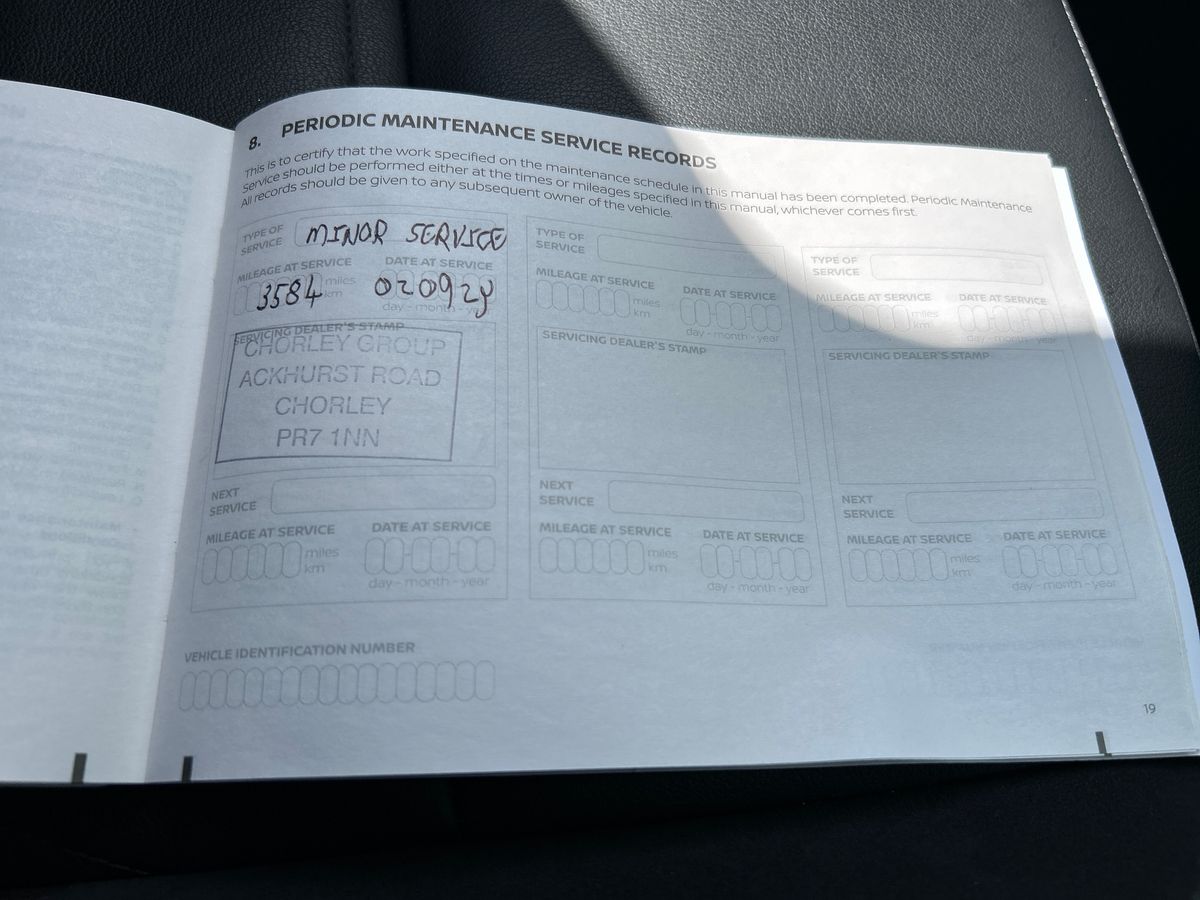 8. PERIODIC MAINTENANCE SERVICE RECORDS
This is to certify that the work specified on the maintenance schedule in this manual has been completed. Periodic Maintenance
Service should be performed either at the times or mileages specified in this manual, whichever comes first.
All records should be given to any subsequent owner of the vehicle.
TYPE OF
SERVICE
MINOR SERVICE
MILEAGE AT SERVICE
DATE AT SERVICE
3584
miles
km
day - month - year
SERVICING DEALER'S STAMP
CHORLEY GROUP
ACKHURST ROAD
CHORLEY
PR7 1NN
NEXT
SERVICE
MILEAGE AT SERVICE
DATE AT SERVICE
miles
km
day - month - year
TYPE OF
SERVICE
MILEAGE AT SERVICE
DATE AT SERVICE
miles
km
day - month - year
SERVICING DEALER'S STAMP
NEXT
SERVICE
MILEAGE AT SERVICE
DATE AT SERVICE
miles
km
day - month - year
TYPE OF
SERVICE
MILEAGE AT SERVICE
DATE AT SERVICE
miles
km
day - month - year
SERVICING DEALER'S STAMP
NEXT
SERVICE
MILEAGE AT SERVICE
DATE AT SERVICE
miles
km
day - month - year
VEHICLE IDENTIFICATION NUMBER
19